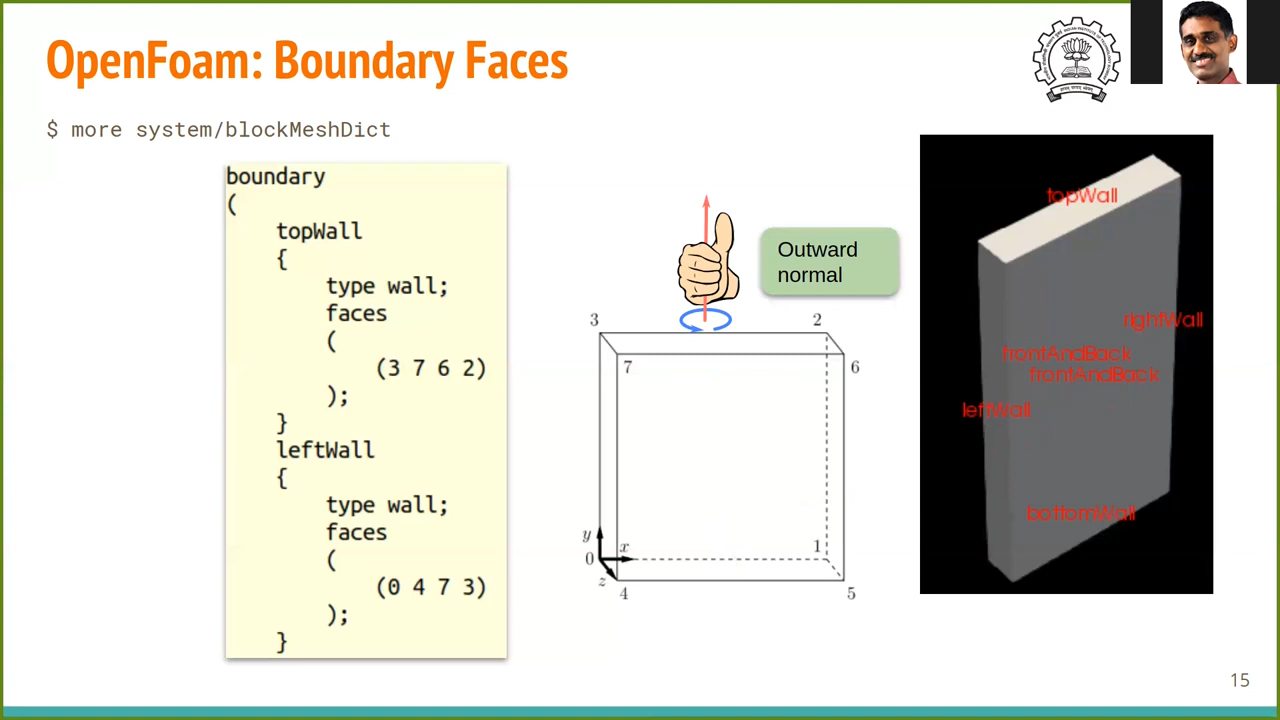 OpenFoam: Boundary Faces
$ more system/blockMeshDict
boundary
(
topWall
{
type wall;
faces
(
(3 7 6 2)
);
}
leftWall
{
type wall;
faces
(
(0 4 7 3)
);
}
Outward
normal
3
2
7
6
y
x
0
1
z
4
5
topWall
rightWall
frontAndBack
frontAndBack
leftWall
bottomWall
15